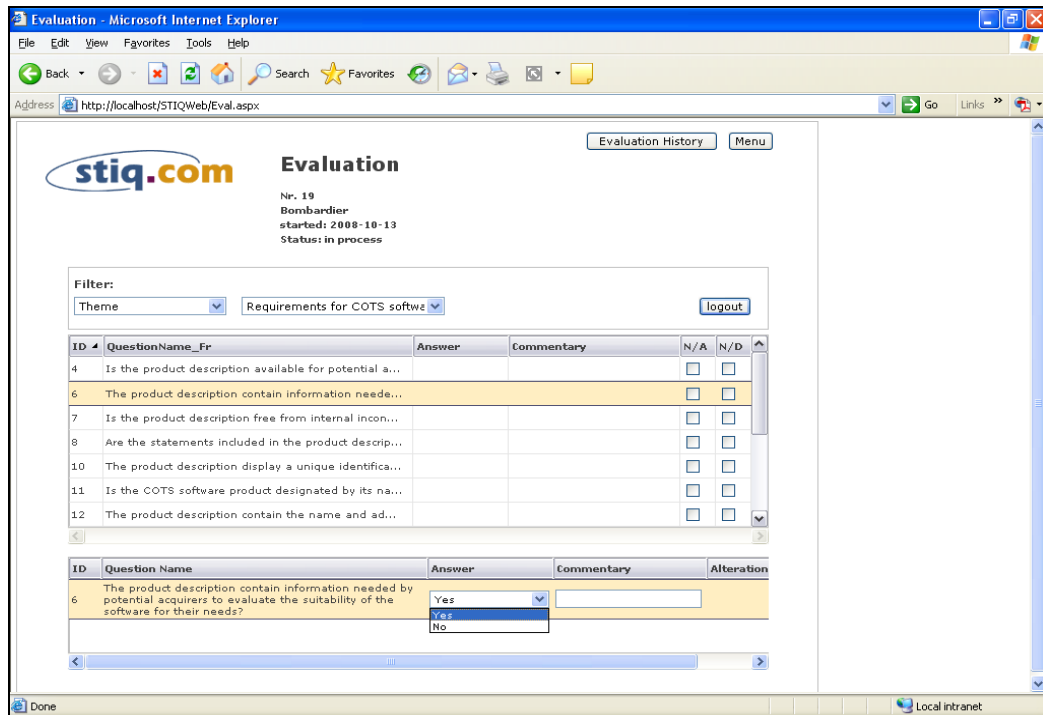 Evaluation - Microsoft Internet Explorer
File Edit View Favorites Tools Help
Back Search Favorites
Address http://localhost/STIQWeb/Eval.aspx Go Links »
Evaluation History Menu
stiq.com
Evaluation
Nr. 19
Bombardier
started: 2008-10-13
Status: in process
Filter:
Theme Requirements for COTS softwa logout
ID QuestionName_Fr Answer Commentary N/A N/D
4 Is the product description available for potential a...
6 The product description contain information neede...
7 Is the product description free from internal incon...
8 Are the statements included in the product descrip...
10 The product description display a unique identifica...
11 Is the COTS software product designated by its na...
12 The product description contain the name and ad...
ID Question Name Answer Commentary Alteration
6 The product description contain information needed by
potential acquirers to evaluate the suitability of the
software for their needs?
Yes
Yes
No
Done Local intranet